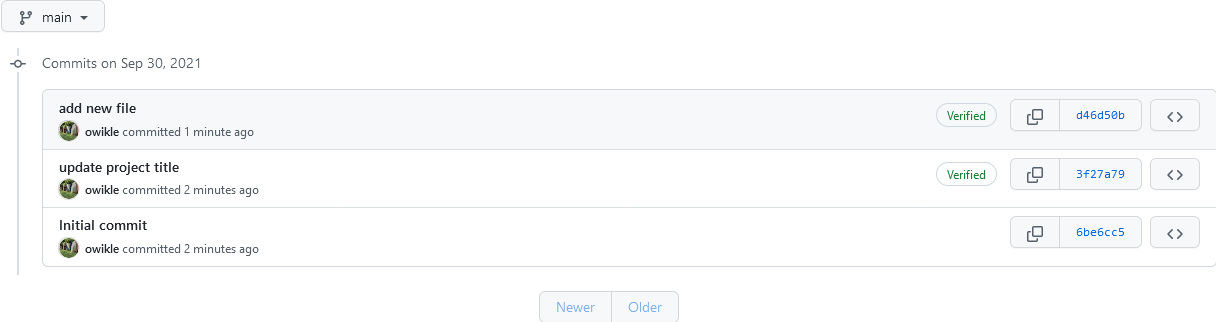 main
Commits on Sep 30, 2021
add new file
owikle committed 1 minute ago
Verified
d46d50b
update project title
owikle committed 2 minutes ago
Verified
3f27a79
Initial commit
owikle committed 2 minutes ago
6be6cc5
Newer Older